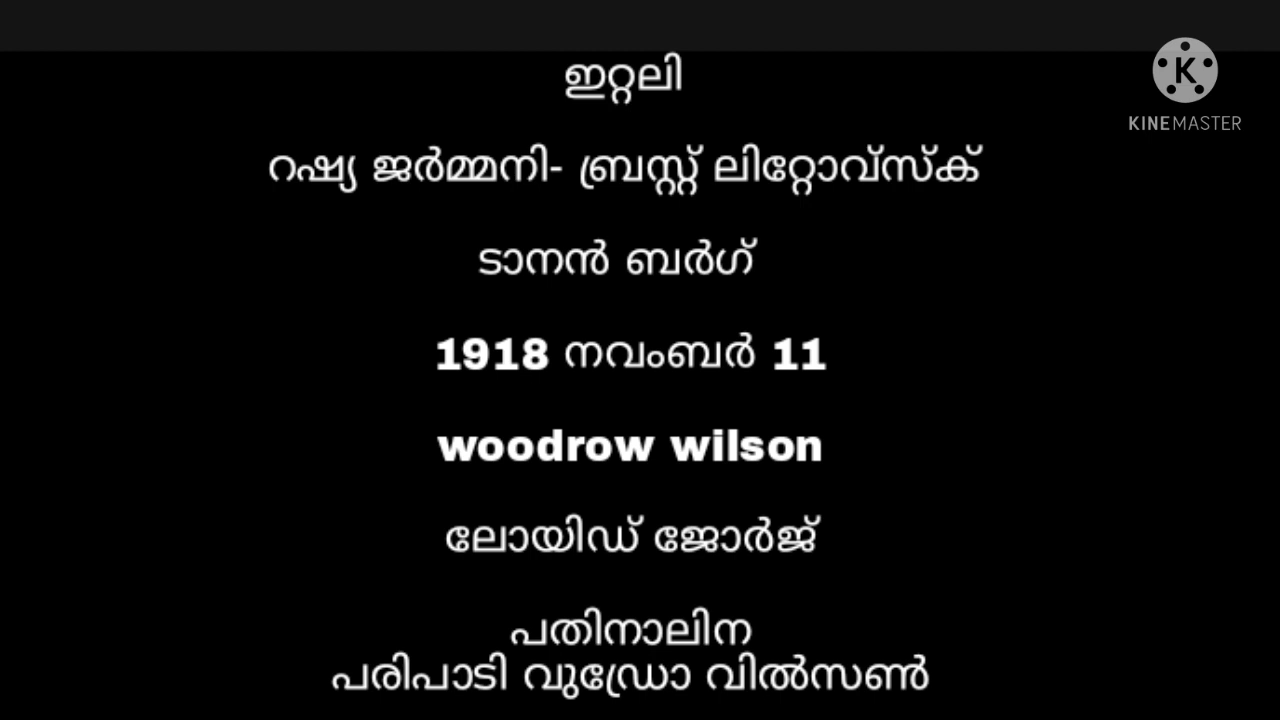 ഇറ്റലി
K
KINEMASTER
റഷ്യ ജർമ്മനി- ബ്രസ്റ്റ് ലിറ്റോവ്സ്ക്
ടാനൻ ബർഗ്
1918 നവംബർ 11
woodrow wilson
ലോയിഡ് ജോർജ്
പതിനാലിന
പരിപാടി വുഡ്രോ വിൽസൺ